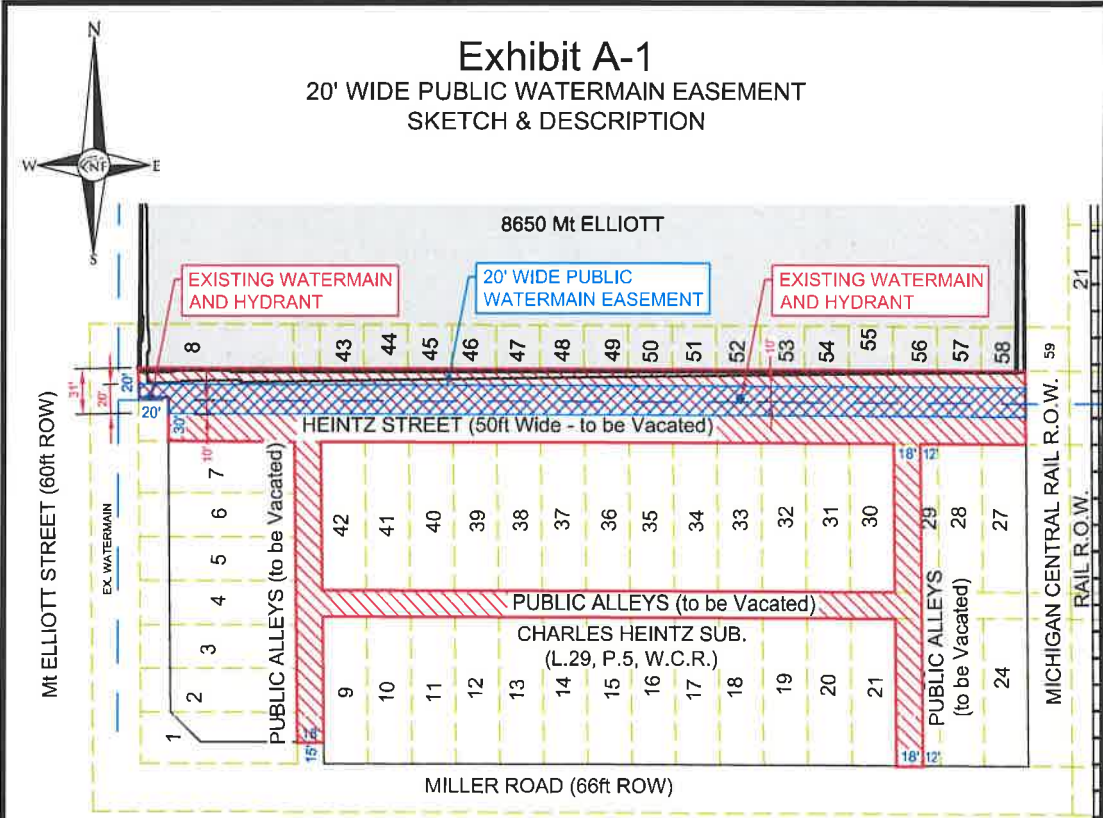 N
W
E
S
KNF
Exhibit A-1
20' WIDE PUBLIC WATERMAIN EASEMENT
SKETCH & DESCRIPTION
8650 Mt ELLIOTT
EXISTING WATERMAIN
AND HYDRANT
20' WIDE PUBLIC
WATERMAIN EASEMENT
EXISTING WATERMAIN
AND HYDRANT
21
8
43
44
45
46
47
48
49
50
51
52
53
54
55
56
57
58
59
10'
31'
20'
20'
20'
30'
10'
HEINTZ STREET (50ft Wide - to be Vacated)
18'
12'
Mt ELLIOTT STREET (60ft ROW)
EX. WATERMAIN
7
6
5
4
3
2
1
PUBLIC ALLEYS (to be Vacated)
42
41
40
39
38
37
36
35
34
33
32
31
30
29
28
27
PUBLIC ALLEYS (to be Vacated)
CHARLES HEINTZ SUB.
(L.29, P.5, W.C.R.)
9
10
11
12
13
14
15
16
17
18
19
20
21
24
PUBLIC ALLEYS
(to be Vacated)
MICHIGAN CENTRAL RAIL R.O.W.
RAIL R.O.W.
15'
18'
12'
MILLER ROAD (66ft ROW)